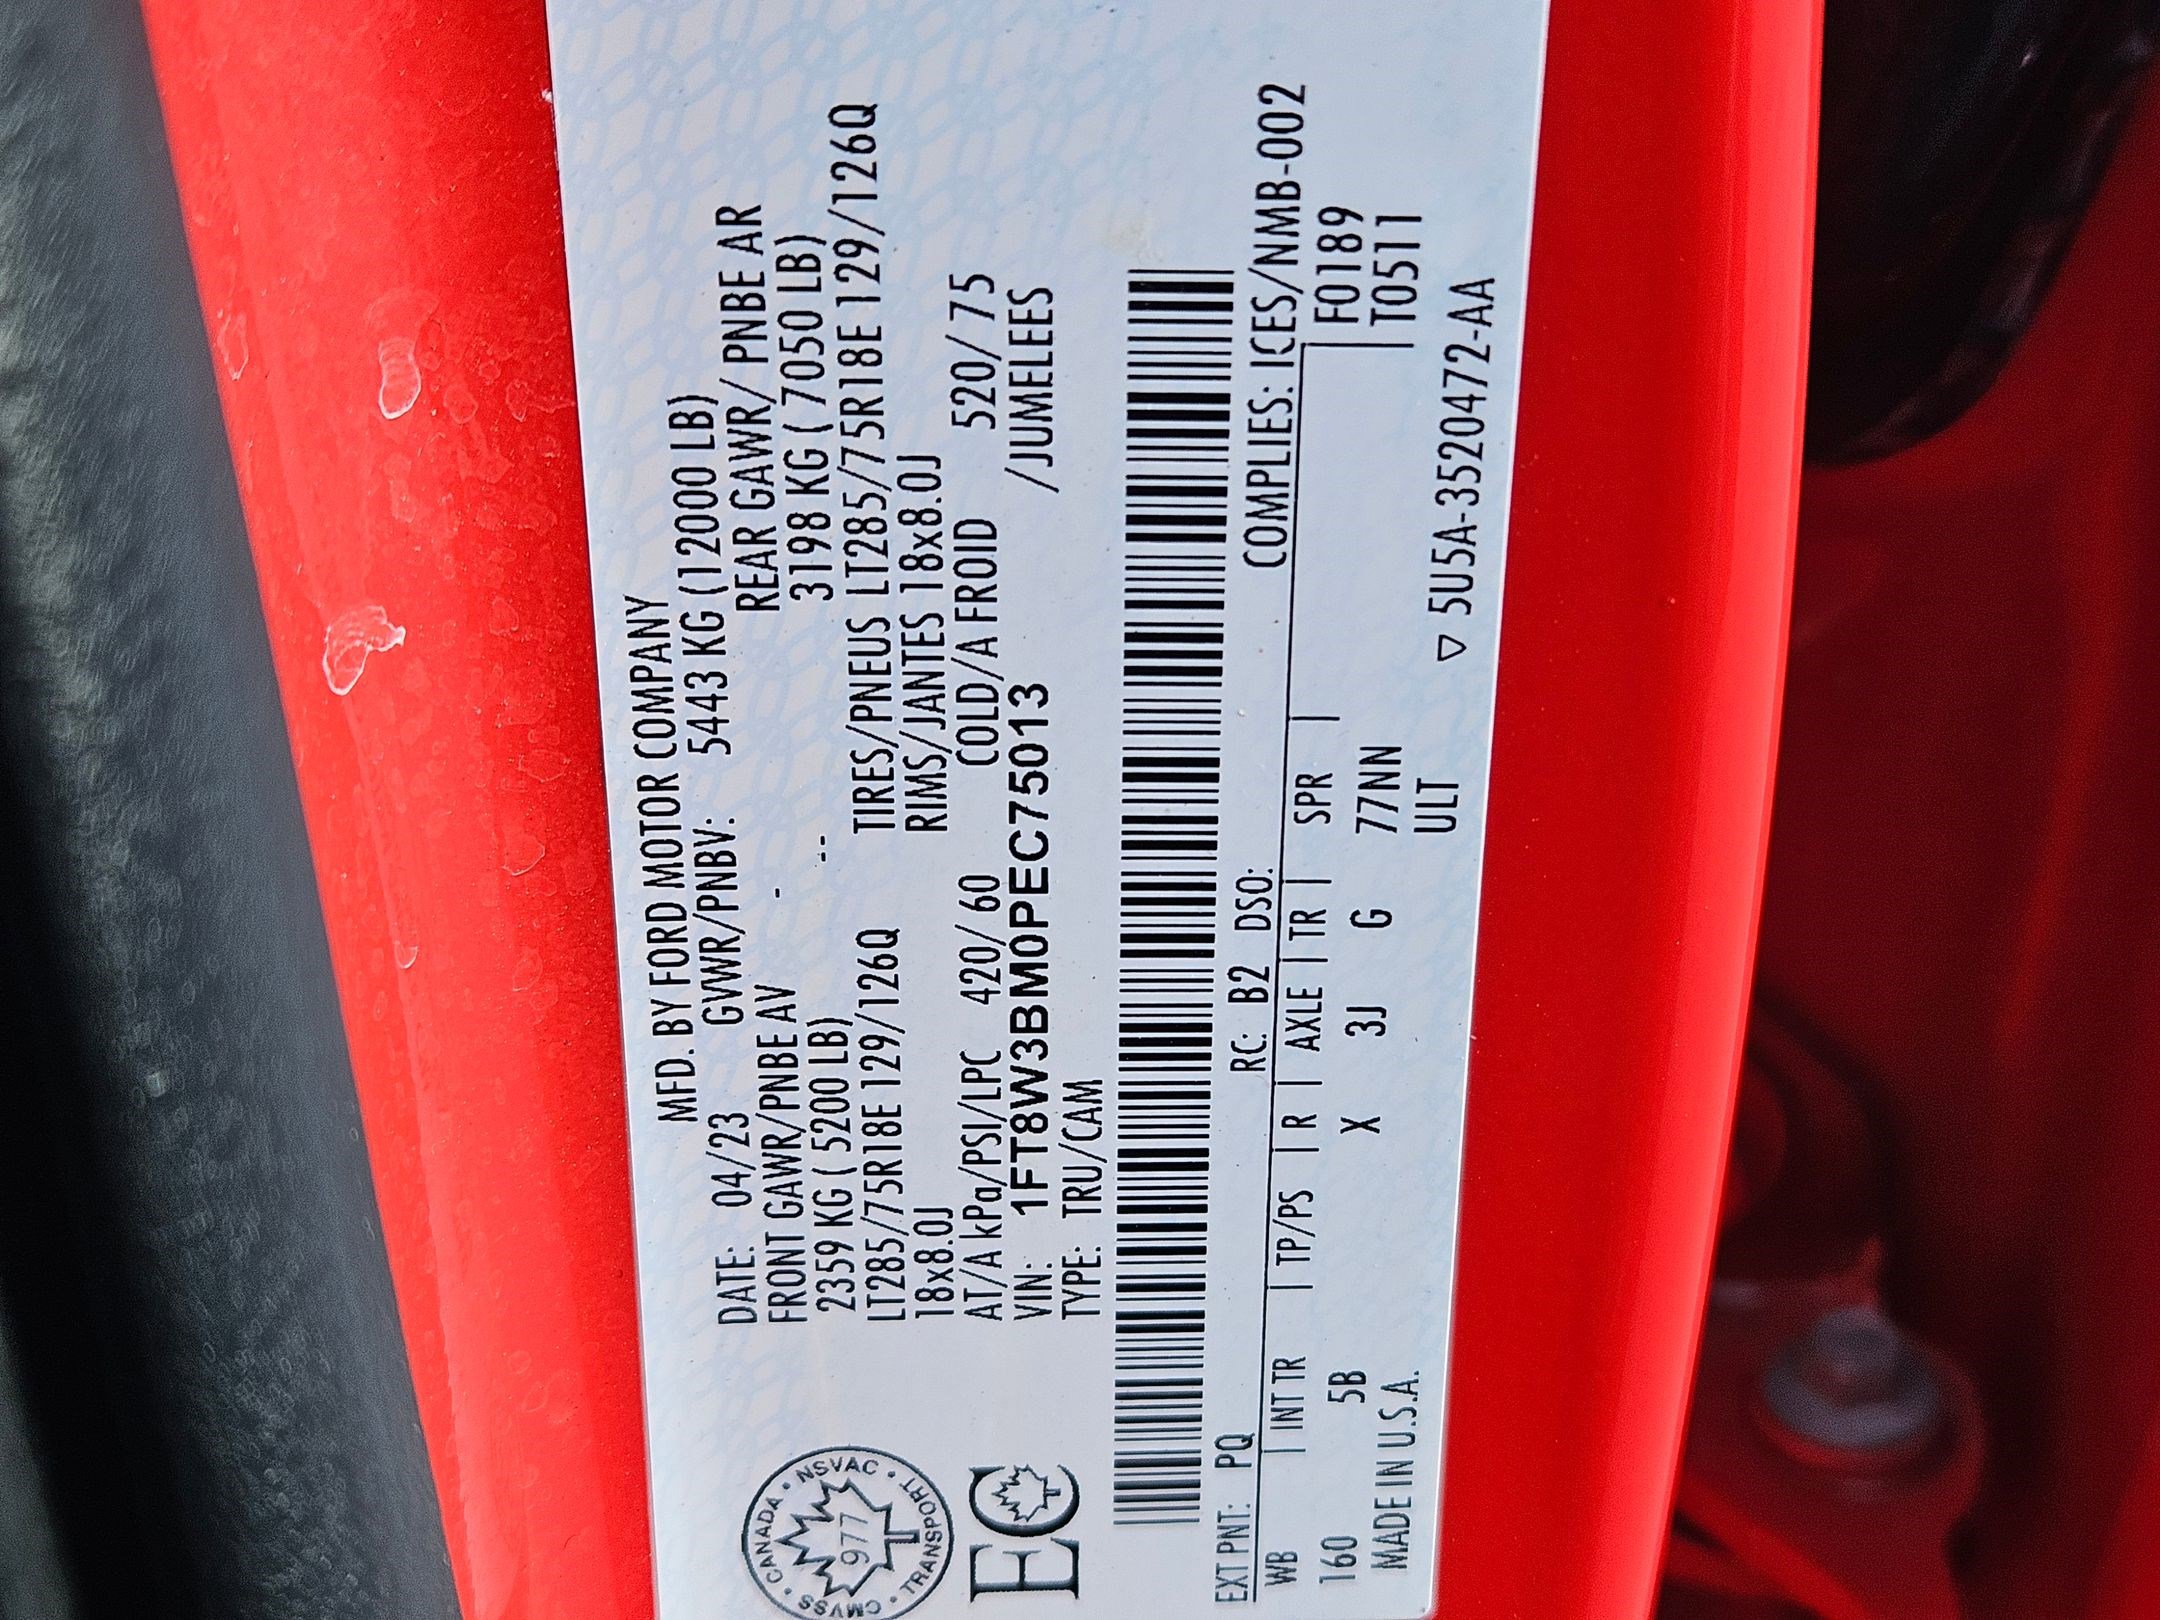 MFD. BY FORD MOTOR COMPANY
DATE: 04/23 GVWR/PNBV: 5443 KG (12000 LB)
FRONT GAWR/PNBE AV - REAR GAWR/ PNBE AR
2359 KG ( 5200 LB) -- 3198 KG ( 7050 LB)
LT285/75R18E 129/126Q TIRES/PNEUS LT285/75R18E 129/126Q
18x8.0J RIMS/JANTES 18x8.0J
AT/A kPa/PSI/LPC 420/ 60 COLD/A FROID 520/ 75
VIN: 1FT8W3BM0PEC75013 /JUMELEES
TYPE: TRU/CAM
CANADA • NSVAC • TRANSPORT • CMVSS •
977
EC
COMPLIES: ICES/NMB-002
EXT PNT: PQ RC: B2 DSO: F0189
WB | INT TR | TP/PS | R | AXLE | TR | SPR | T0511
160 5B X 3J G 77NN
MADE IN U.S.A. ULT
▽ 5U5A-3520472-AA